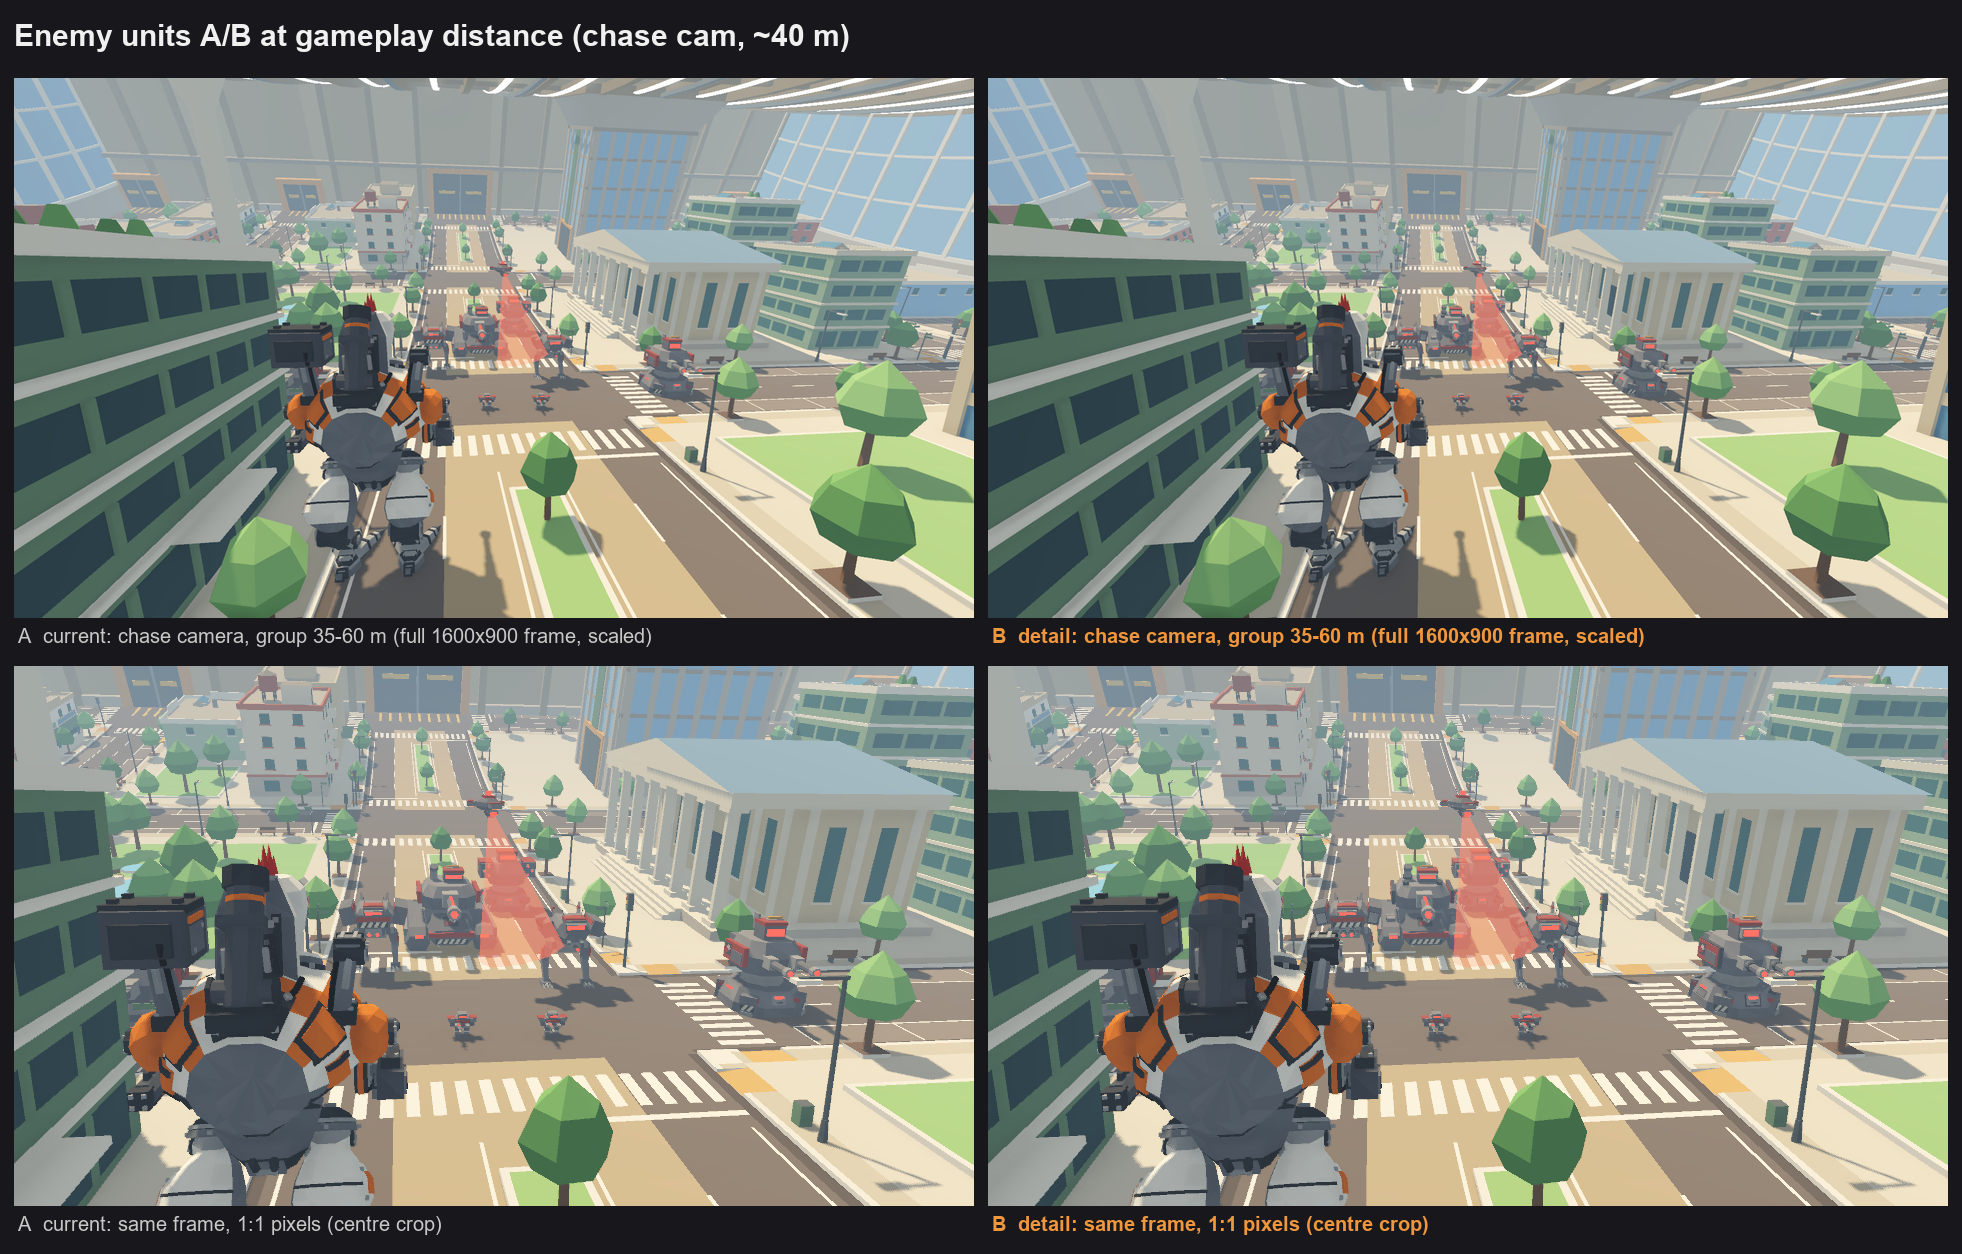 Enemy units A/B at gameplay distance (chase cam, ~40 m)
A current: chase camera, group 35-60 m (full 1600x900 frame, scaled)
B detail: chase camera, group 35-60 m (full 1600x900 frame, scaled)
A current: same frame, 1:1 pixels (centre crop)
B detail: same frame, 1:1 pixels (centre crop)